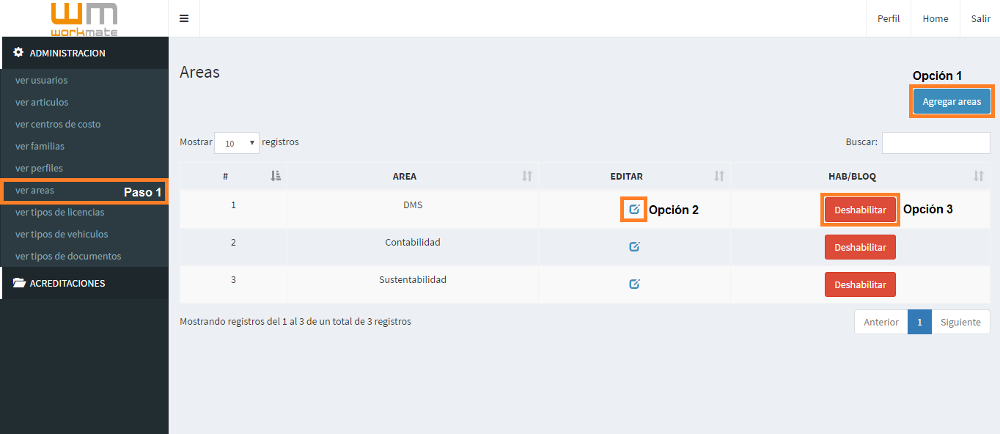 wm
workmate
Perfil Home Salir
ADMINISTRACION
ver usuarios
ver articulos
ver centros de costo
ver familias
ver perfiles
ver areas Paso 1
ver tipos de licencias
ver tipos de vehiculos
ver tipos de documentos
ACREDITACIONES
Areas
Opción 1
Agregar areas
Mostrar 10 registros Buscar:
# AREA EDITAR HAB/BLOQ
1 DMS Opción 2 Deshabilitar Opción 3
2 Contabilidad Deshabilitar
3 Sustentabilidad Deshabilitar
Mostrando registros del 1 al 3 de un total de 3 registros Anterior 1 Siguiente